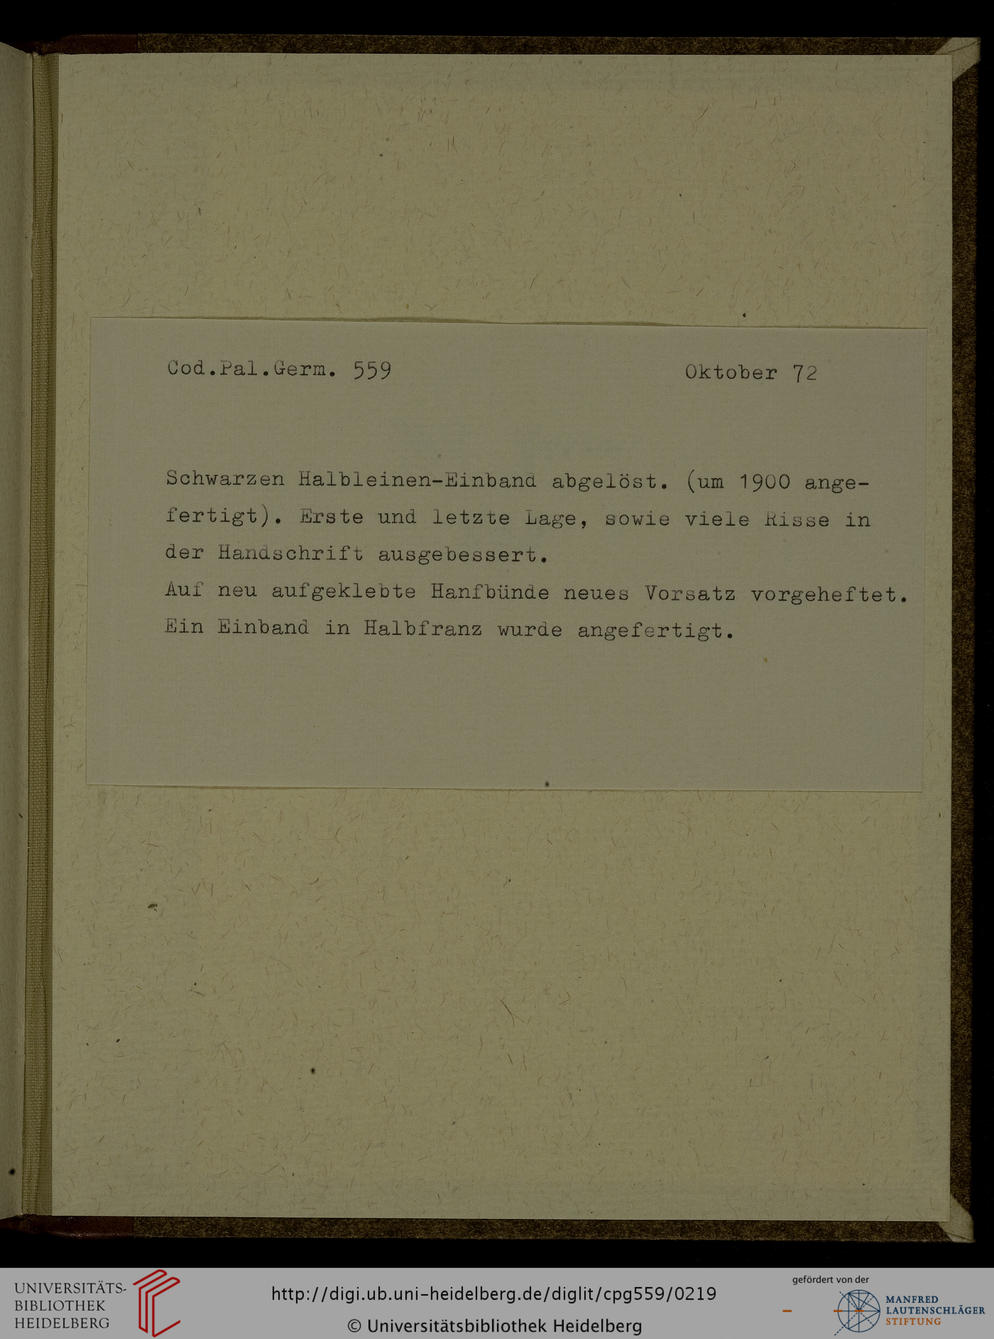 Cod.Pal.Germ. 559
Oktober 72
Schwarzen Halbleinen-Einband abgelöst. (um 1900 ange-
fertigt). Erste und letzte Lage, sowie viele Risse in
der Handschrift ausgebessert.
Auf neu aufgeklebte Hanfbünde neues Vorsatz vorgeheftet.
Ein Einband in Halbfranz wurde angefertigt.
UNIVERSITÄTS-
BIBLIOTHEK
HEIDELBERG
http://digi.ub.uni-heidelberg.de/diglit/cpg559/0219
© Universitätsbibliothek Heidelberg
gefördert von der
MANFRED
LAUTENSCHLÄGER
STIFTUNG